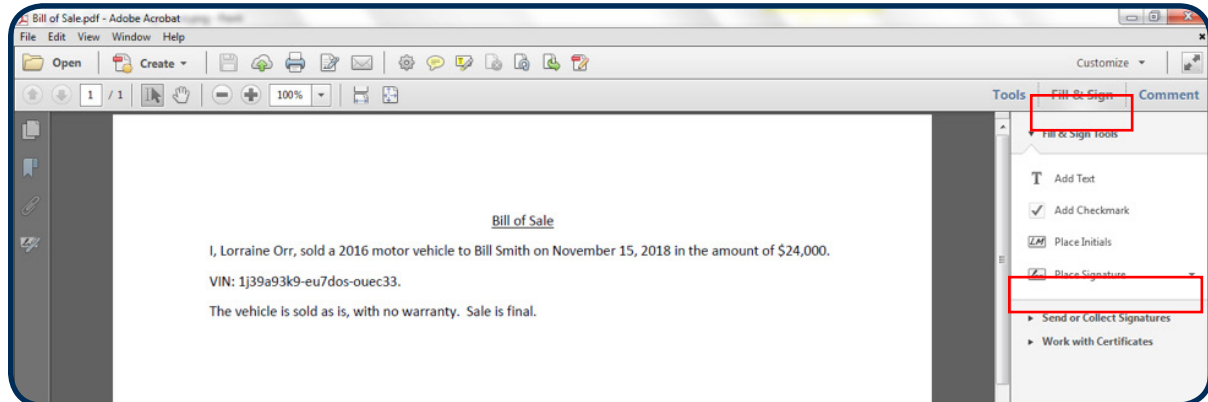 Bill of Sale.pdf - Adobe Acrobat
File Edit View Window Help
Open Create Customize
1 / 1 100% Tools Fill & Sign Comment
Fill & Sign Tools
Add Text
Add Checkmark
Place Initials
Place Signature
Send or Collect Signatures
Work with Certificates
Bill of Sale
I, Lorraine Orr, sold a 2016 motor vehicle to Bill Smith on November 15, 2018 in the amount of $24,000.
VIN: 1j39a93k9-eu7dos-ouec33.
The vehicle is sold as is, with no warranty. Sale is final.